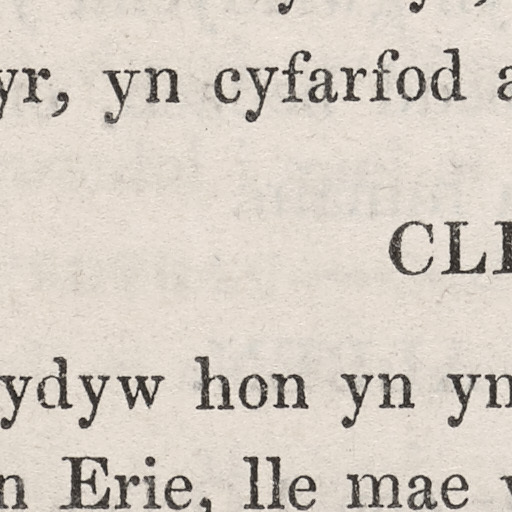 yr, yn cyfarfod a
CLE
ydyw hon yn yn
n Erie, lle mae